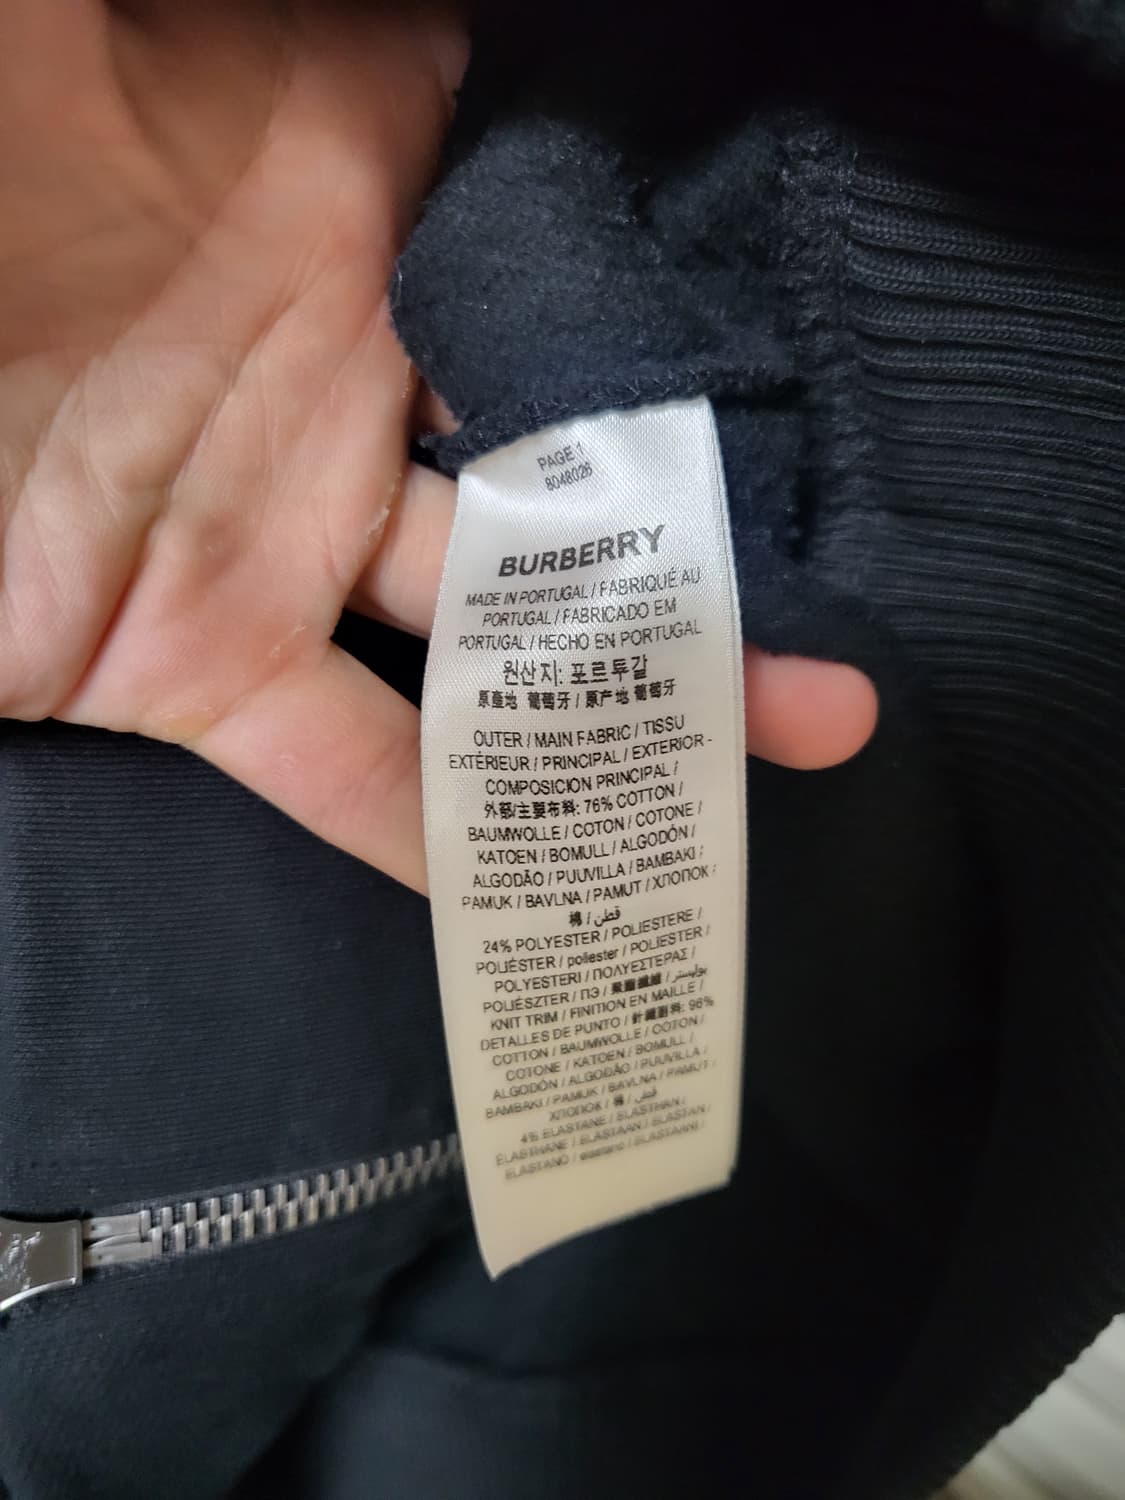 PAGE 1
8048026
BURBERRY
MADE IN PORTUGAL / FABRIQUÉ AU
PORTUGAL / FABRICADO EM
PORTUGAL / HECHO EN PORTUGAL
원산지: 포르투갈
原產地 葡萄牙 / 原产地 葡萄牙
OUTER / MAIN FABRIC / TISSU
EXTÉRIEUR / PRINCIPAL / EXTERIOR -
COMPOSICION PRINCIPAL /
外部/主要布料: 76% COTTON /
BAUMWOLLE / COTON / COTONE /
KATOEN / BOMULL / ALGODÓN /
ALGODÃO / PUUVILLA / BAMBAKI /
PAMUK / BAVLNA / PAMUT / ХЛОПОК /
棉 / قطن /
24% POLYESTER / POLIESTERE /
POLIÉSTER / poliester / POLIESTER /
POLYESTERI / ΠΟΛΥΕΣΤΕΡΑΣ /
POLIÉSZTER / ПЭ / 聚酯纖維 / بوليستر /
KNIT TRIM / FINITION EN MAILLE /
DETALLES DE PUNTO / 針織面料: 96%
COTTON / BAUMWOLLE / COTON /
COTONE / KATOEN / BOMULL /
ALGODÓN / ALGODÃO / PUUVILLA /
BAMBAKI / PAMUK / BAVLNA / PAMUT /
ХЛОПОК / 棉 / قطن /
4% ELASTANE / ELASTHAN /
ELASTHANE / ELASTAAN / ELASTAN /
ELASTANO / elastano / ELASTAANI /